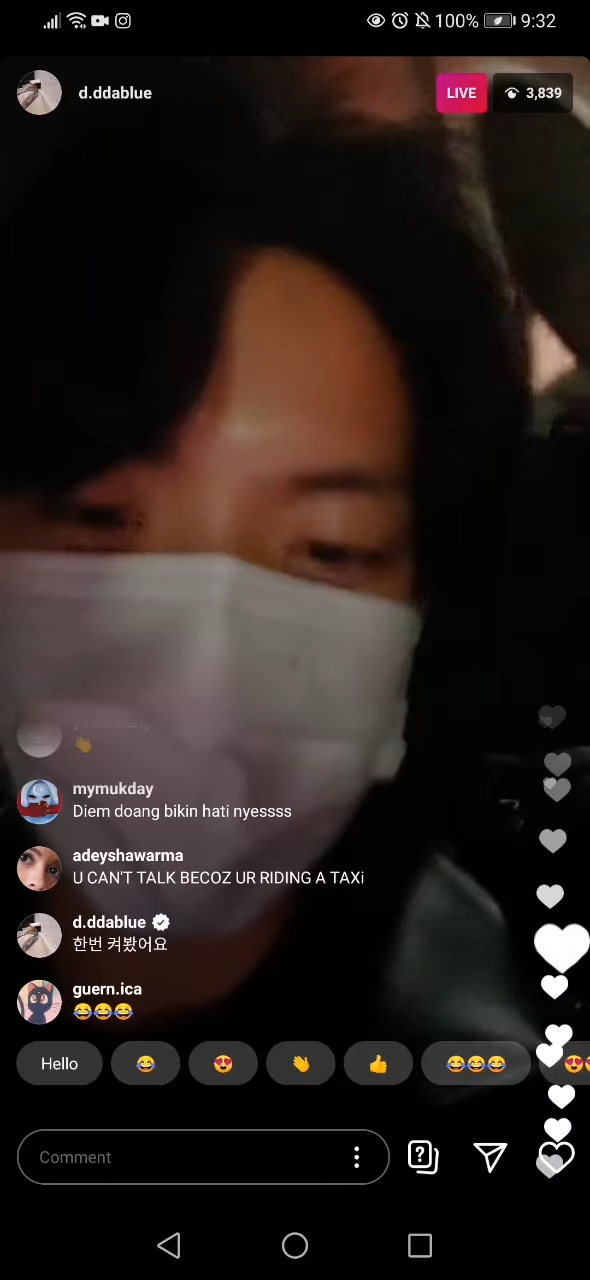 100%
9:32
d.ddablue
LIVE
3,839
mymukday
Diem doang bikin hati nyessss
adeyshawarma
U CAN'T TALK BECOZ UR RIDING A TAXi
d.ddablue
한번 켜봤어요
guern.ica
😂😂😂
Hello
Comment